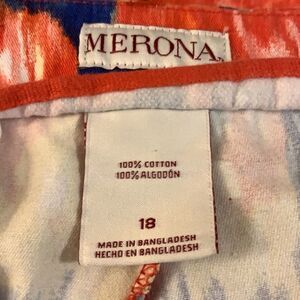 MERONA
100% COTTON
100% ALGODÓN
18
MADE IN BANGLADESH
HECHO EN BANGLADESH